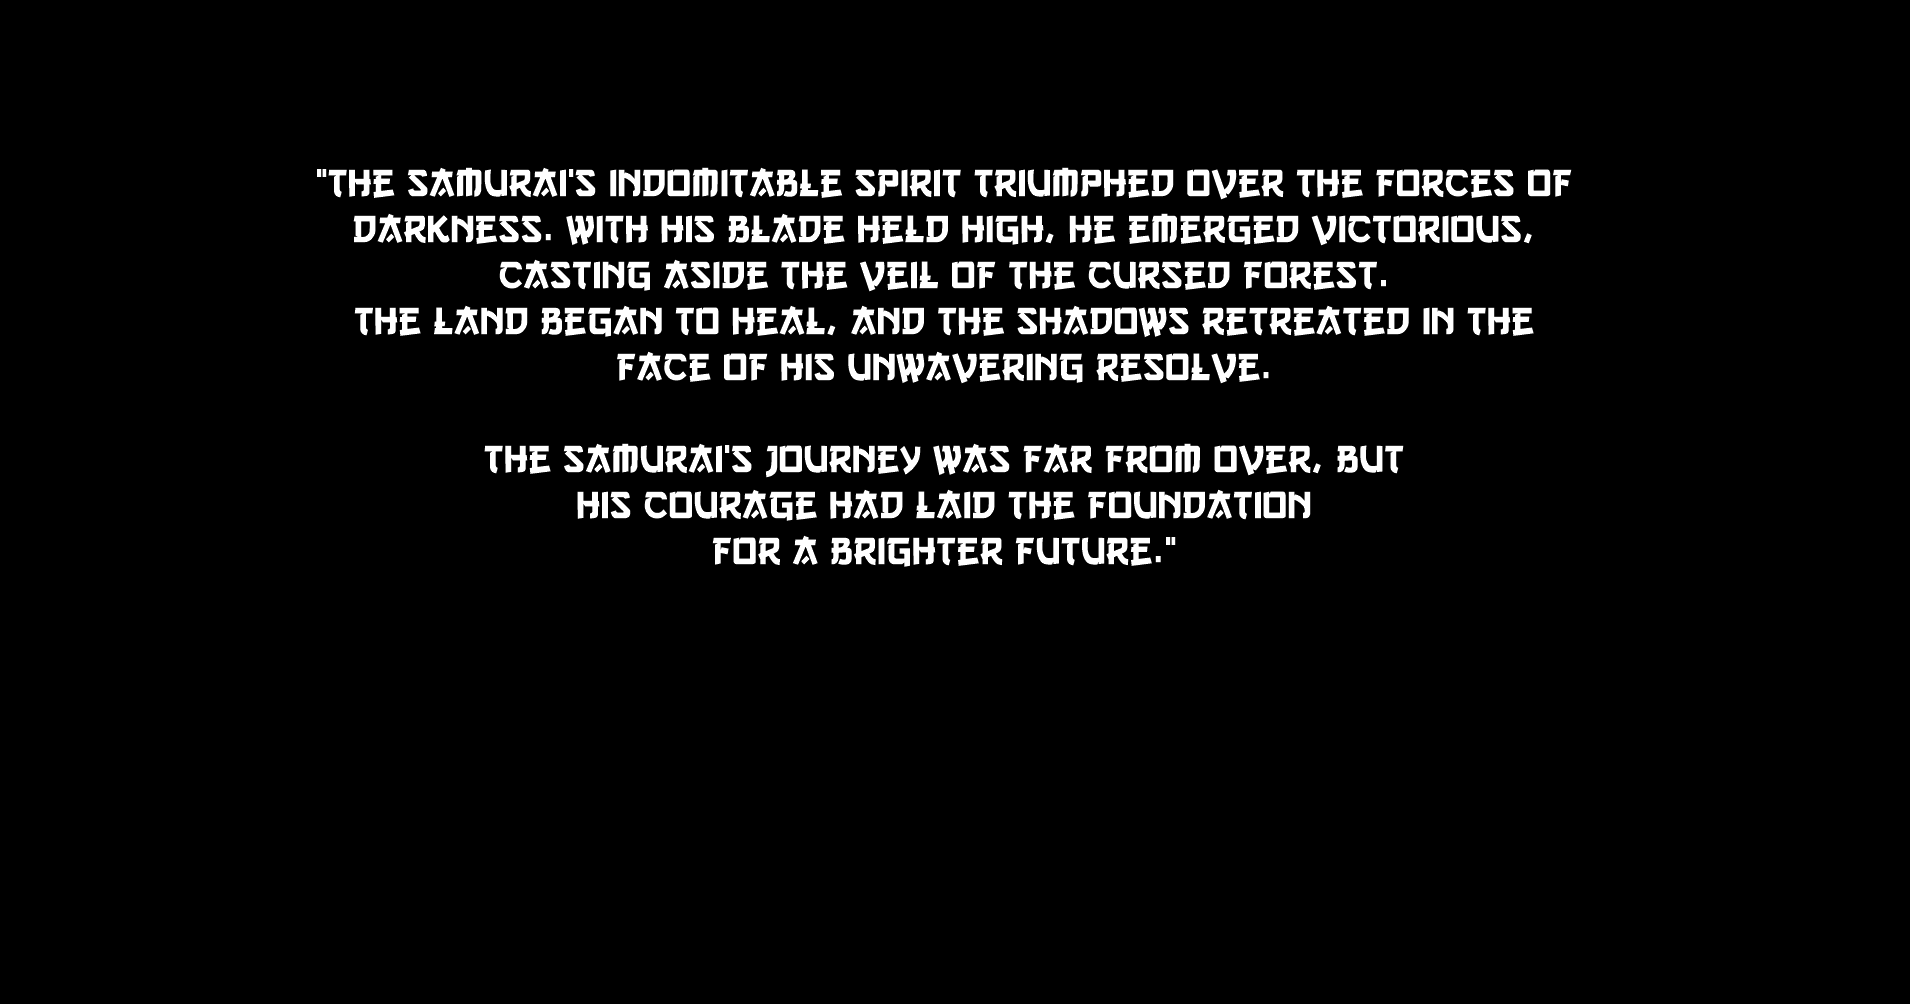 "THE SAMURAI'S INDOMITABLE SPIRIT TRIUMPHED OVER THE FORCES OF
DARKNESS. WITH HIS BLADE HELD HIGH, HE EMERGED VICTORIOUS,
CASTING ASIDE THE VEIL OF THE CURSED FOREST.
THE LAND BEGAN TO HEAL, AND THE SHADOWS RETREATED IN THE
FACE OF HIS UNWAVERING RESOLVE.
THE SAMURAI'S JOURNEY WAS FAR FROM OVER, BUT
HIS COURAGE HAD LAID THE FOUNDATION
FOR A BRIGHTER FUTURE."